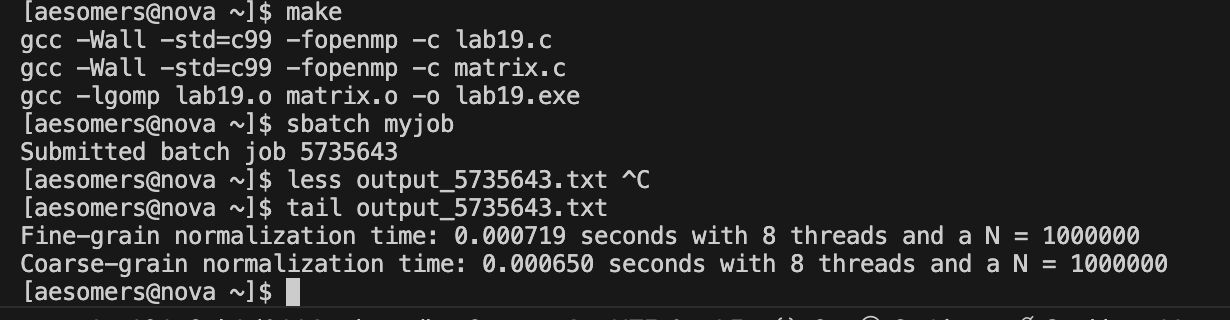 [aesomers@nova ~]$ make
gcc -Wall -std=c99 -fopenmp -c lab19.c
gcc -Wall -std=c99 -fopenmp -c matrix.c
gcc -lgomp lab19.o matrix.o -o lab19.exe
[aesomers@nova ~]$ sbatch myjob
Submitted batch job 5735643
[aesomers@nova ~]$ less output_5735643.txt ^C
[aesomers@nova ~]$ tail output_5735643.txt
Fine-grain normalization time: 0.000719 seconds with 8 threads and a N = 1000000
Coarse-grain normalization time: 0.000650 seconds with 8 threads and a N = 1000000
[aesomers@nova ~]$